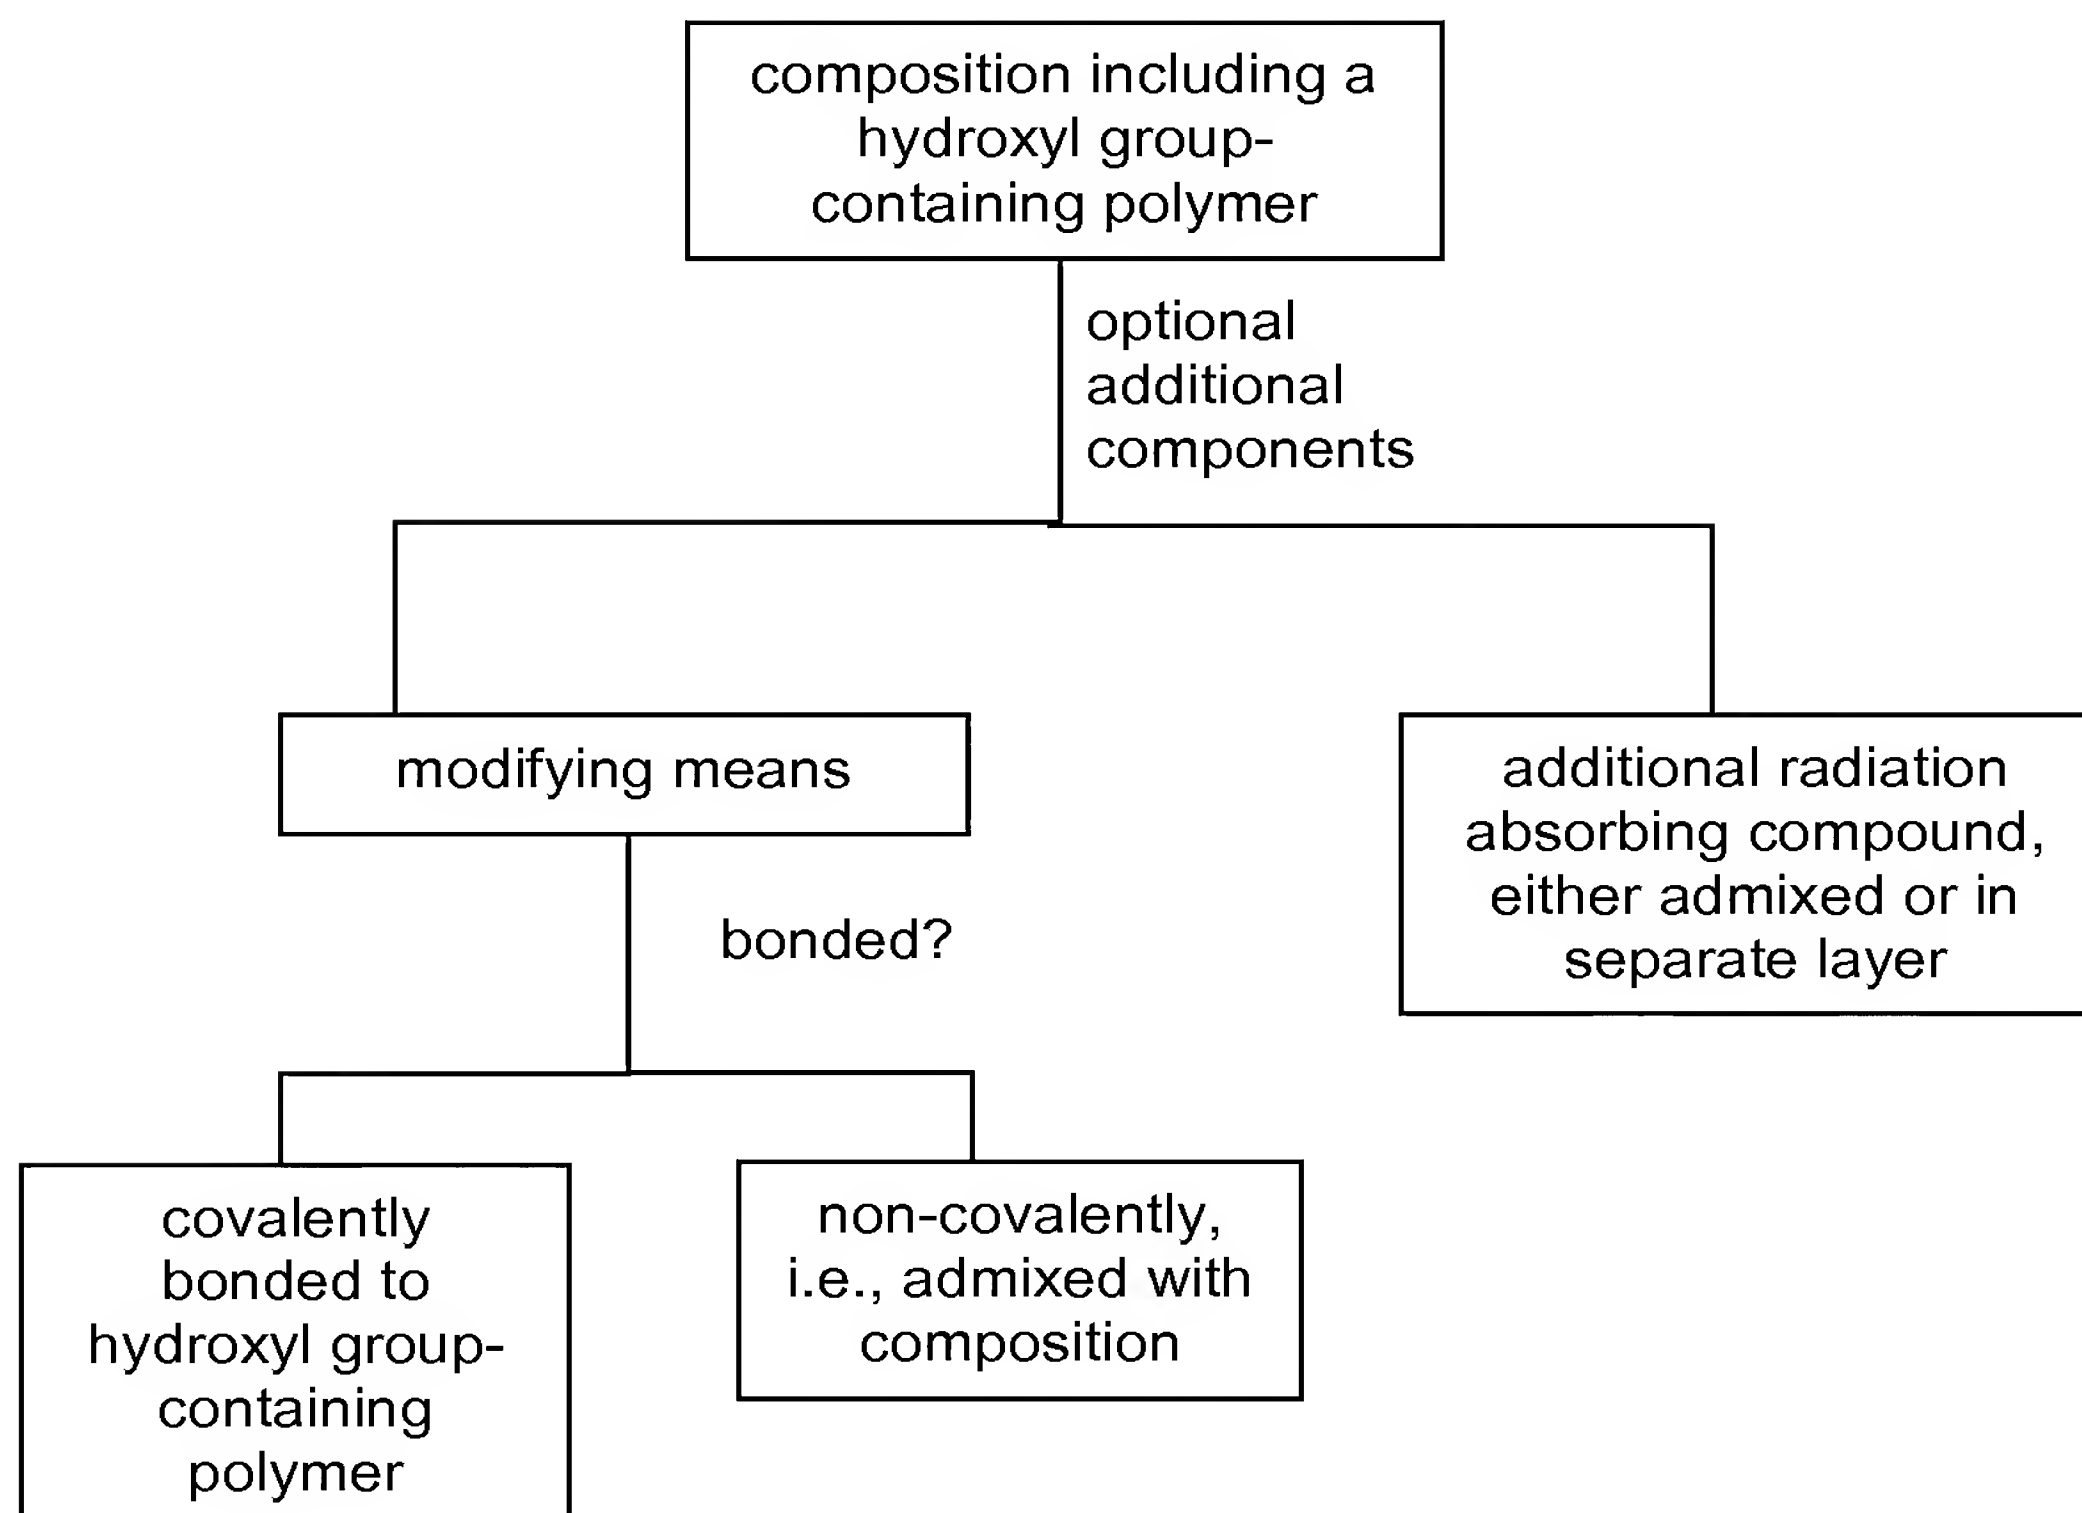 composition including a
hydroxyl group-
containing polymer
optional
additional
components
modifying means
additional radiation
absorbing compound,
either admixed or in
separate layer
bonded?
covalently
bonded to
hydroxyl group-
containing
polymer
non-covalently,
i.e., admixed with
composition